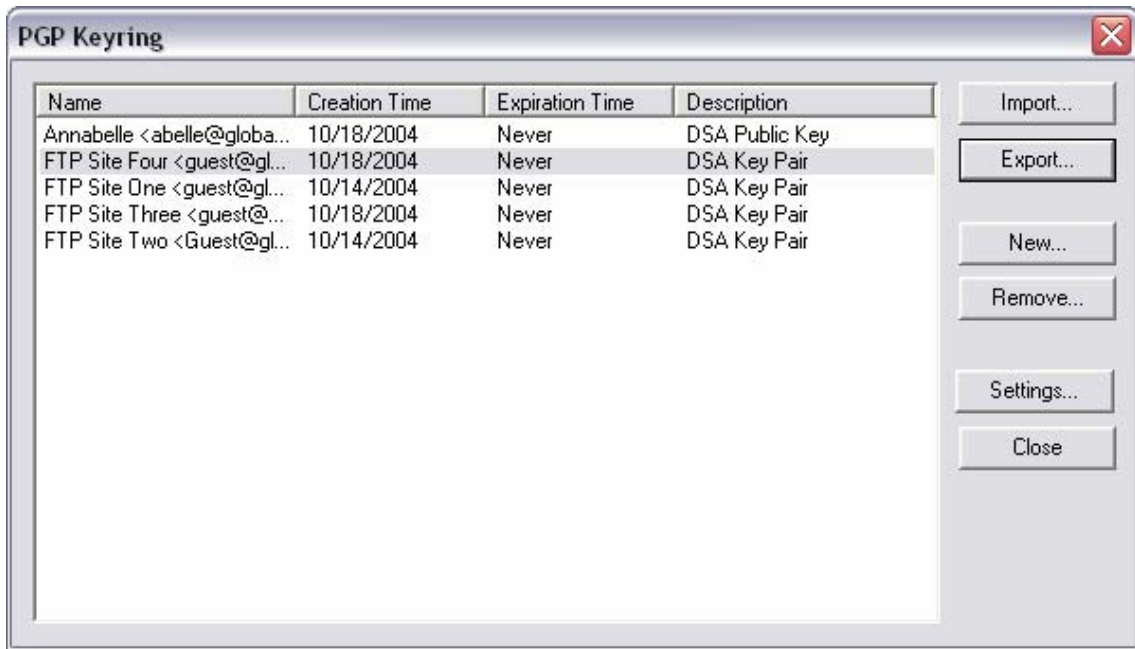 PGP Keyring
Name Creation Time Expiration Time Description
Annabelle <abelle@globa... 10/18/2004 Never DSA Public Key
FTP Site Four <guest@gl... 10/18/2004 Never DSA Key Pair
FTP Site One <guest@gl... 10/14/2004 Never DSA Key Pair
FTP Site Three <guest@... 10/18/2004 Never DSA Key Pair
FTP Site Two <Guest@gl... 10/14/2004 Never DSA Key Pair
Import...
Export...
New...
Remove...
Settings...
Close